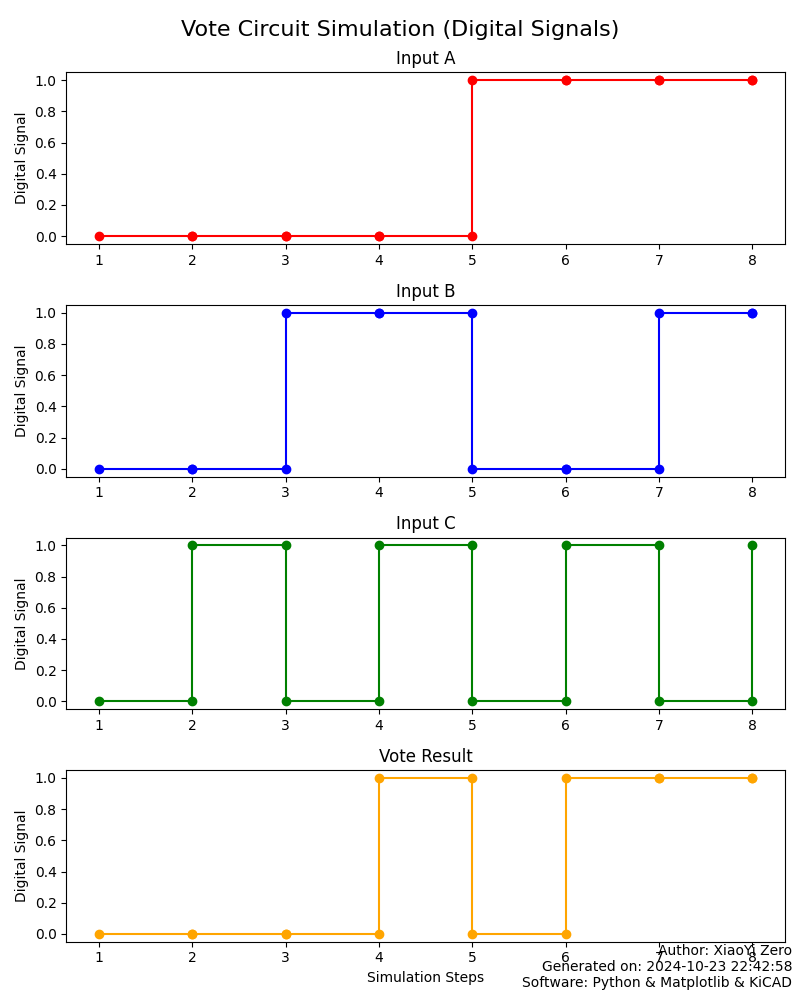 Vote Circuit Simulation (Digital Signals)
Input A
Digital Signal
1.0
0.8
0.6
0.4
0.2
0.0
1 2 3 4 5 6 7 8
Input B
Digital Signal
1.0
0.8
0.6
0.4
0.2
0.0
1 2 3 4 5 6 7 8
Input C
Digital Signal
1.0
0.8
0.6
0.4
0.2
0.0
1 2 3 4 5 6 7 8
Vote Result
Digital Signal
1.0
0.8
0.6
0.4
0.2
0.0
1 2 3 4 5 6 7 8
Simulation Steps
Author: XiaoYi Zero
Generated on: 2024-10-23 22:42:58
Software: Python & Matplotlib & KiCAD